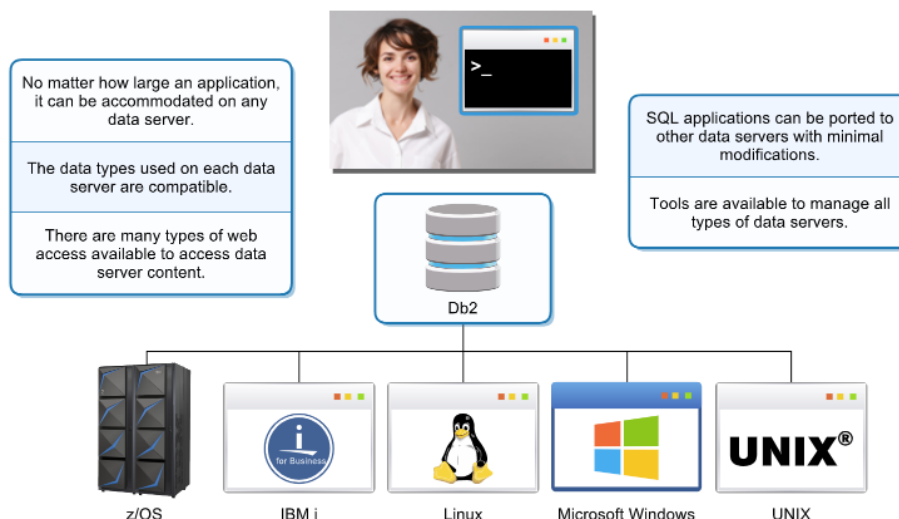 >_
No matter how large an application,
it can be accommodated on any
data server.
The data types used on each data
server are compatible.
There are many types of web
access available to access data
server content.
SQL applications can be ported to
other data servers with minimal
modifications.
Tools are available to manage all
types of data servers.
Db2
i
for Business
UNIX®
z/OS
IBM i
Linux
Microsoft Windows
UNIX